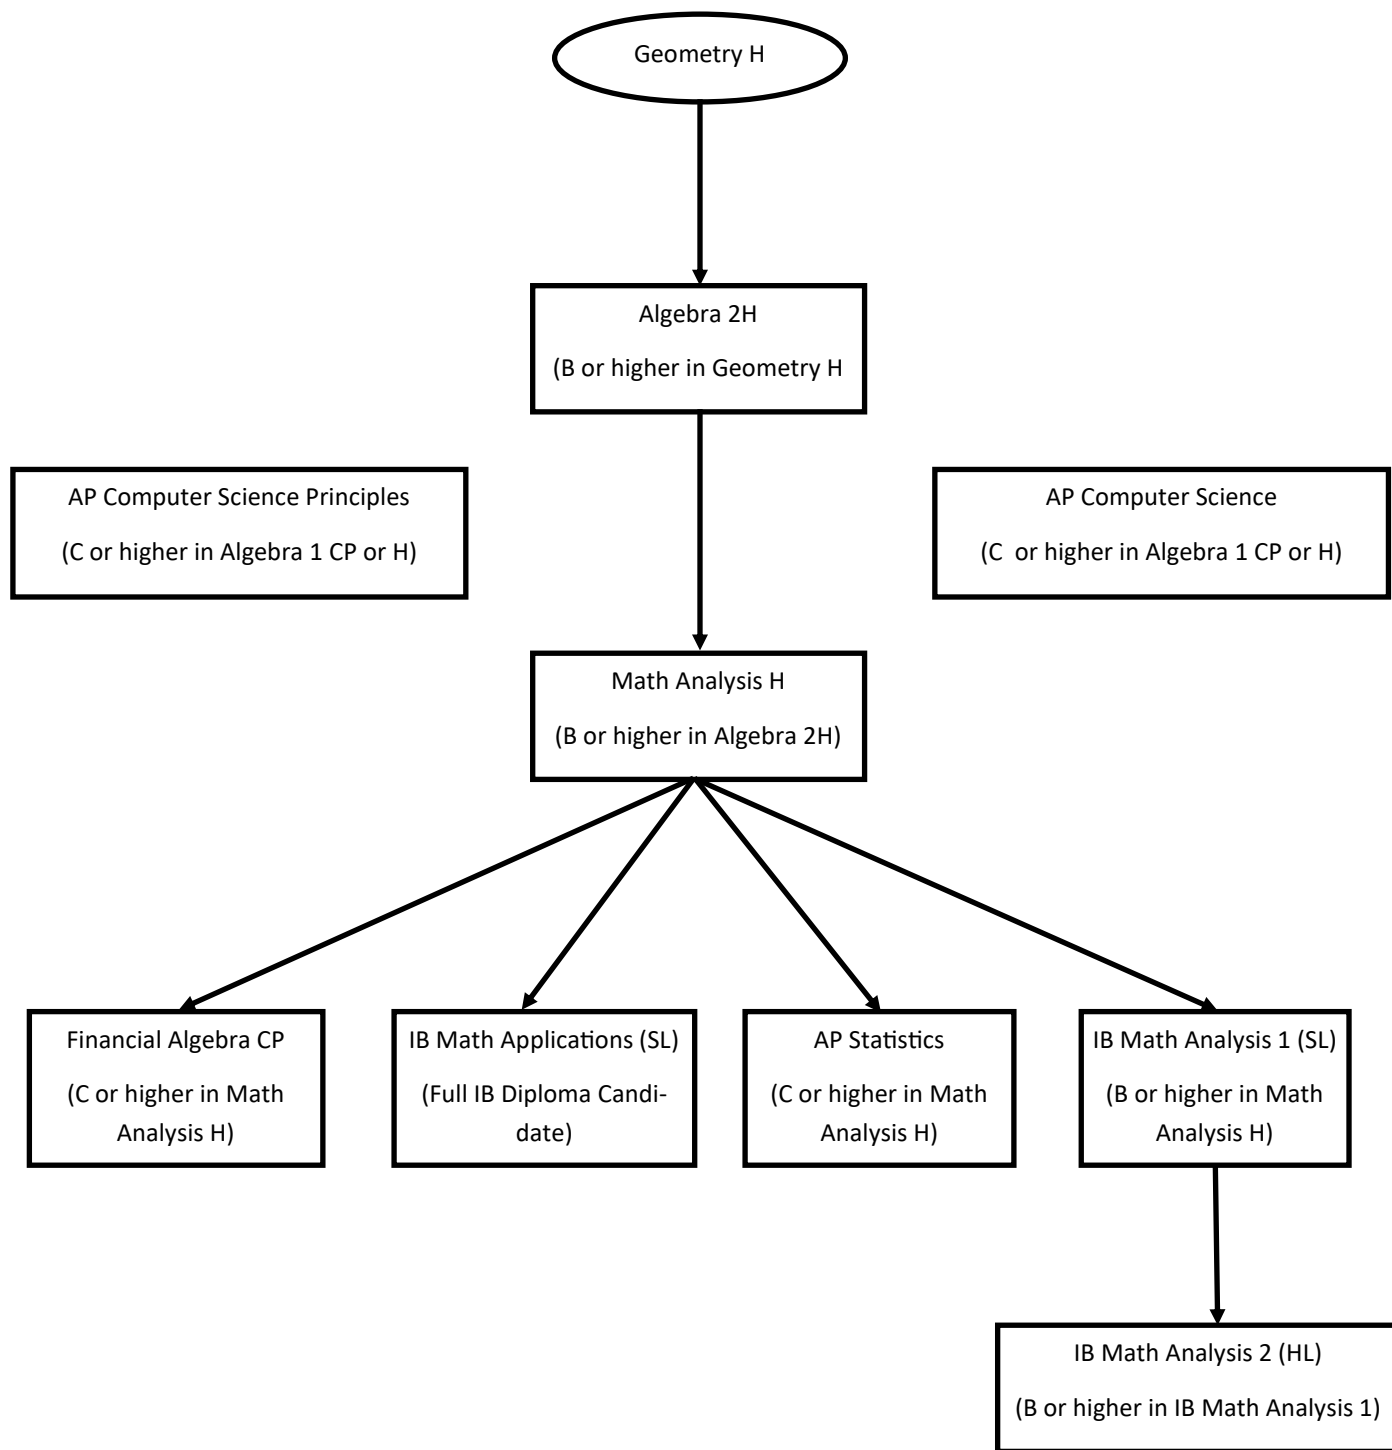 Geometry H
Algebra 2H
(B or higher in Geometry H
AP Computer Science Principles
(C or higher in Algebra 1 CP or H)
AP Computer Science
(C  or higher in Algebra 1 CP or H)
Math Analysis H
(B or higher in Algebra 2H)
Financial Algebra CP
(C or higher in Math
Analysis H)
IB Math Applications (SL)
(Full IB Diploma Candi-
date)
AP Statistics
(C or higher in Math
Analysis H)
IB Math Analysis 1 (SL)
(B or higher in Math
Analysis H)
IB Math Analysis 2 (HL)
(B or higher in IB Math Analysis 1)